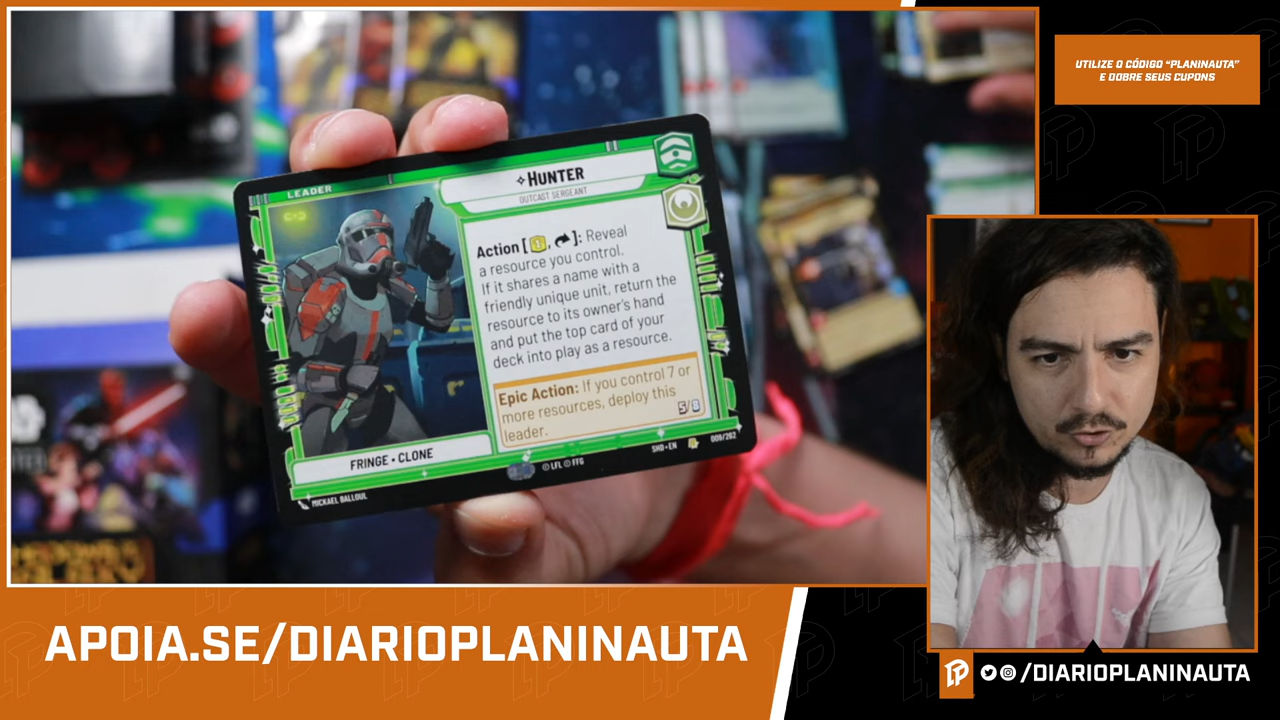 UTILIZE O CÓDIGO "PLANINAUTA"
E DOBRE SEUS CUPONS
LEADER
HUNTER
OUTCAST SERGEANT
Action [1, ]: Reveal
a resource you control.
If it shares a name with a
friendly unique unit, return the
resource to its owner's hand
and put the top card of your
deck into play as a resource.
Epic Action: If you control 7 or
more resources, deploy this
leader.
5/8
FRINGE • CLONE
MICKAEL BALLOUL
© LFL © FFG
SHD • EN
009/262
APOIA.SE/DIARIOPLANINAUTA
/DIARIOPLANINAUTA